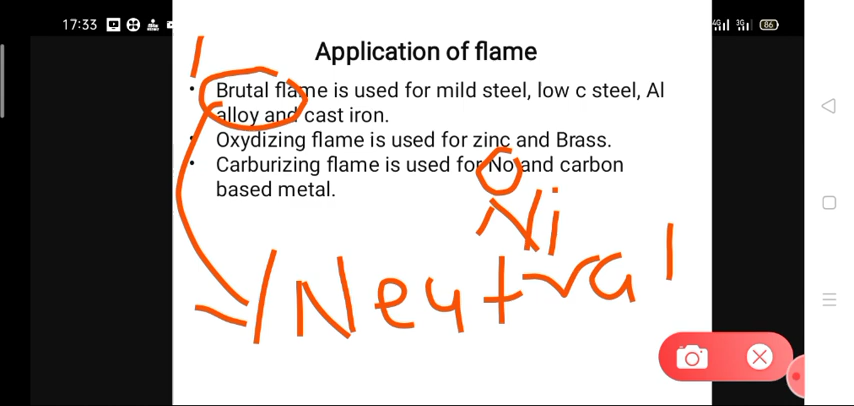 17:33
4G 3G 86
Application of flame
• Brutal flame is used for mild steel, low c steel, Al
alloy and cast iron.
• Oxydizing flame is used for zinc and Brass.
• Carburizing flame is used for No and carbon
based metal.
Ni
Neutral